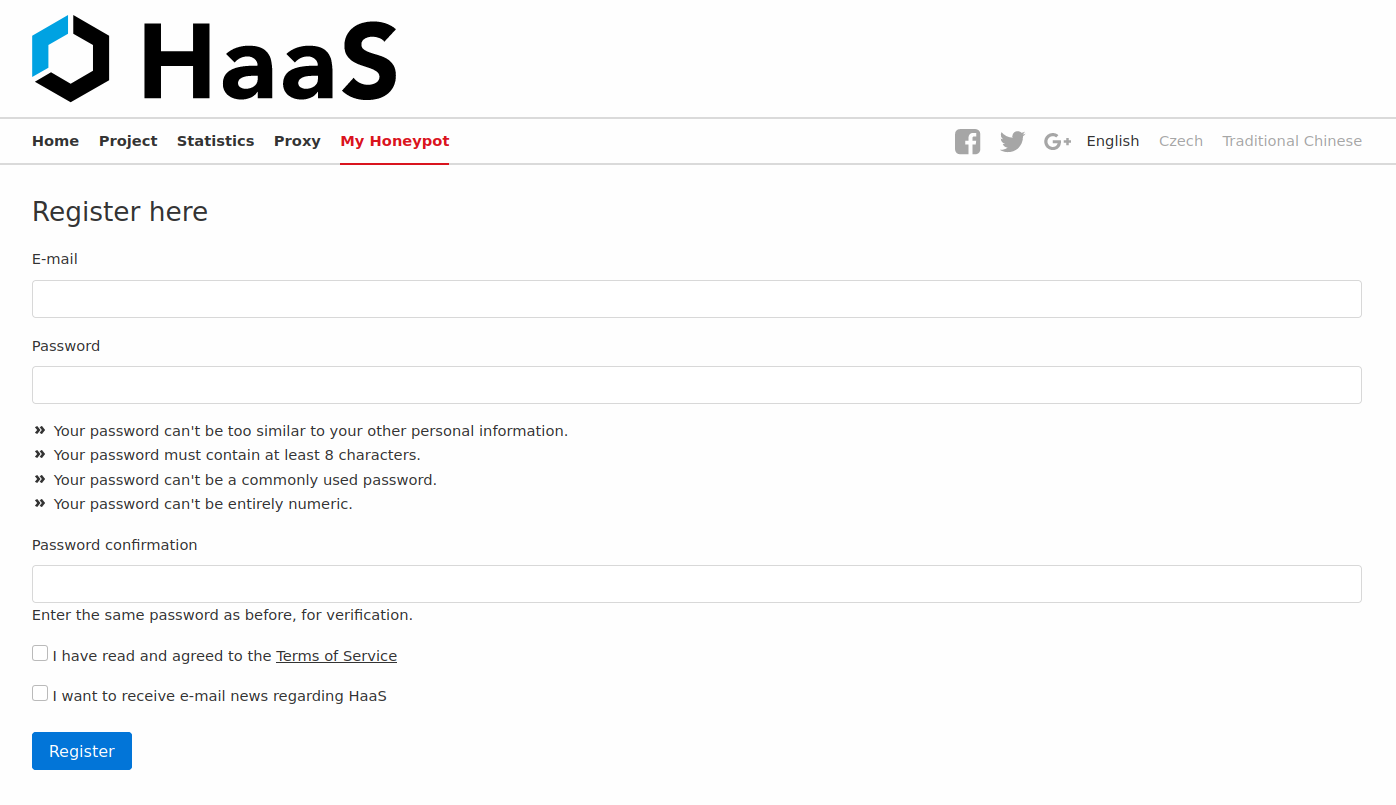 HaaS
Home Project Statistics Proxy My Honeypot G+ English Czech Traditional Chinese
Register here
E-mail
Password
» Your password can't be too similar to your other personal information.
» Your password must contain at least 8 characters.
» Your password can't be a commonly used password.
» Your password can't be entirely numeric.
Password confirmation
Enter the same password as before, for verification.
I have read and agreed to the Terms of Service
I want to receive e-mail news regarding HaaS
Register